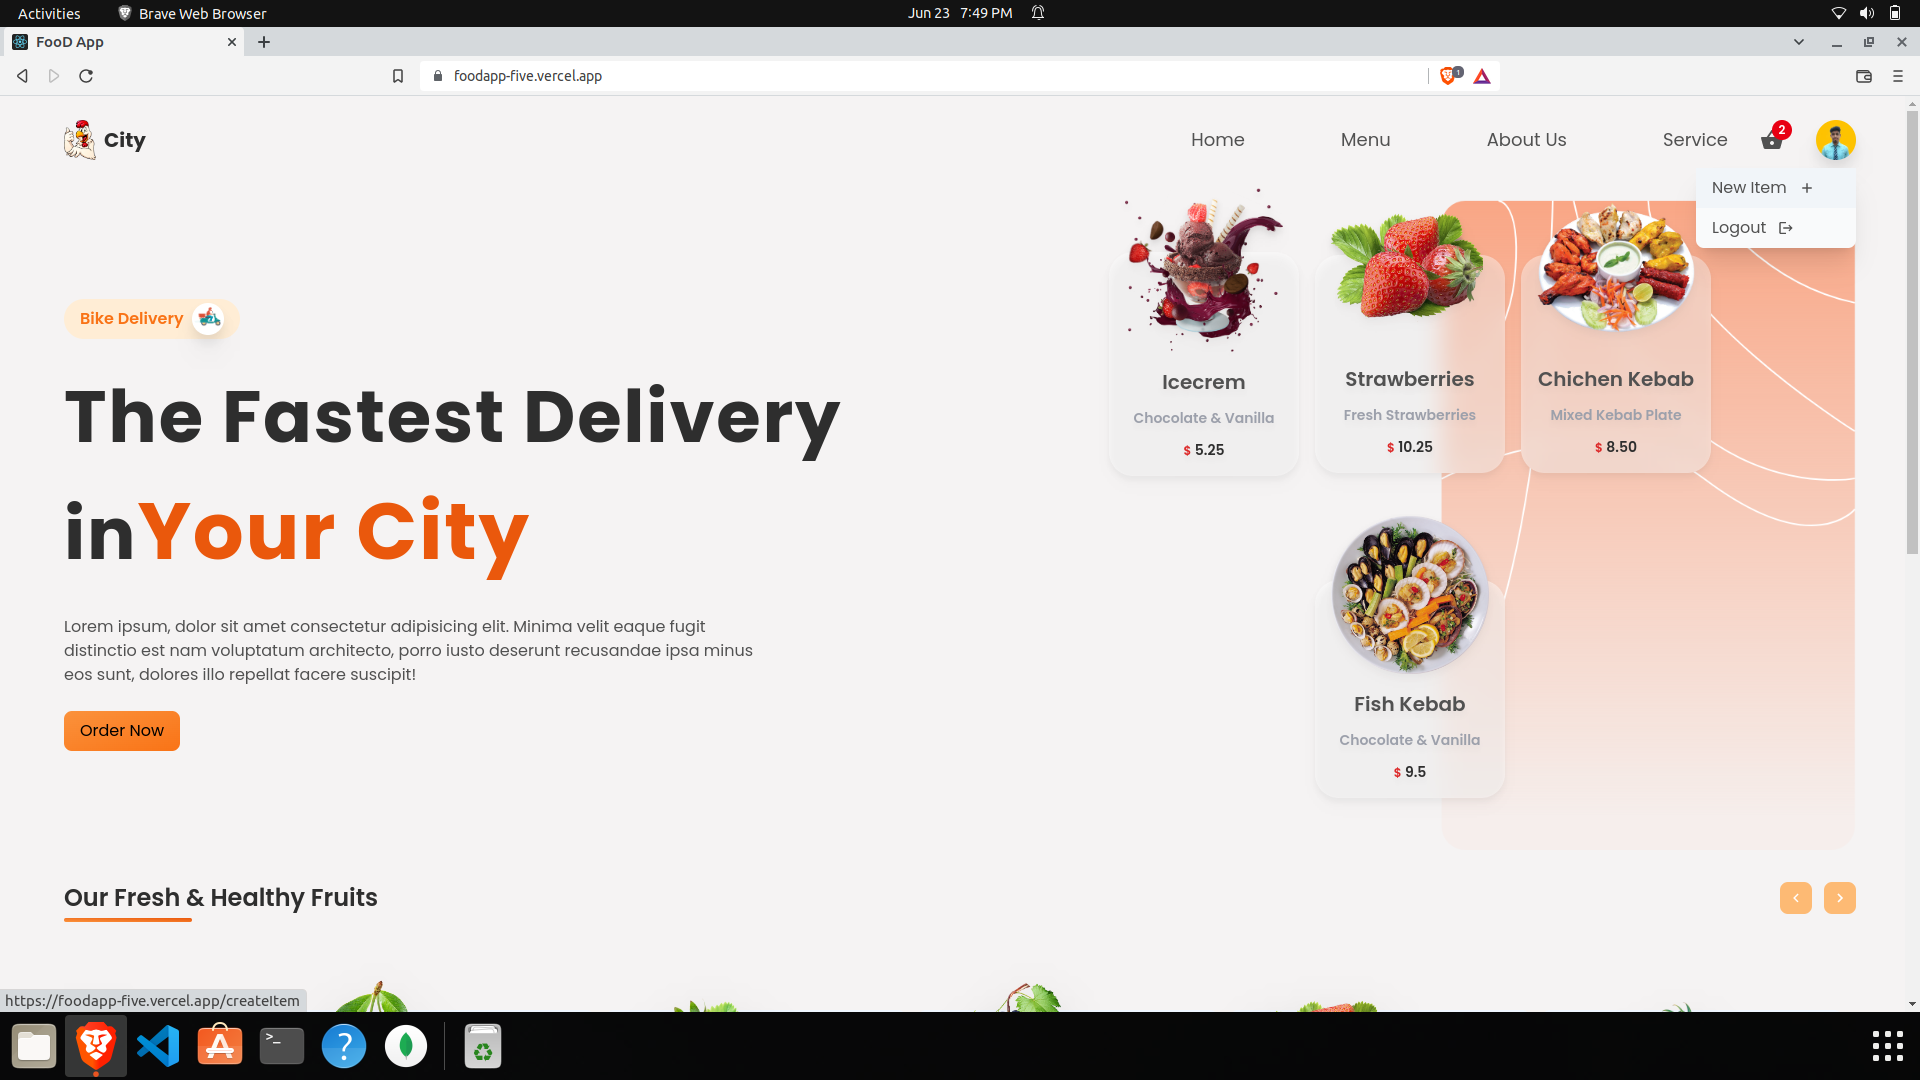 Activities
Brave Web Browser
Jun 23 7:49 PM
FooD App
foodapp-five.vercel.app
1
City
Home
Menu
About Us
Service
2
New Item +
Logout
Bike Delivery
The Fastest Delivery
inYour City
Lorem ipsum, dolor sit amet consectetur adipisicing elit. Minima velit eaque fugit
distinctio est nam voluptatum architecto, porro iusto deserunt recusandae ipsa minus
eos sunt, dolores illo repellat facere suscipit!
Order Now
Icecrem
Chocolate & Vanilla
$ 5.25
Strawberries
Fresh Strawberries
$ 10.25
Chichen Kebab
Mixed Kebab Plate
$ 8.50
Fish Kebab
Chocolate & Vanilla
$ 9.5
Our Fresh & Healthy Fruits
https://foodapp-five.vercel.app/createItem
>_
?